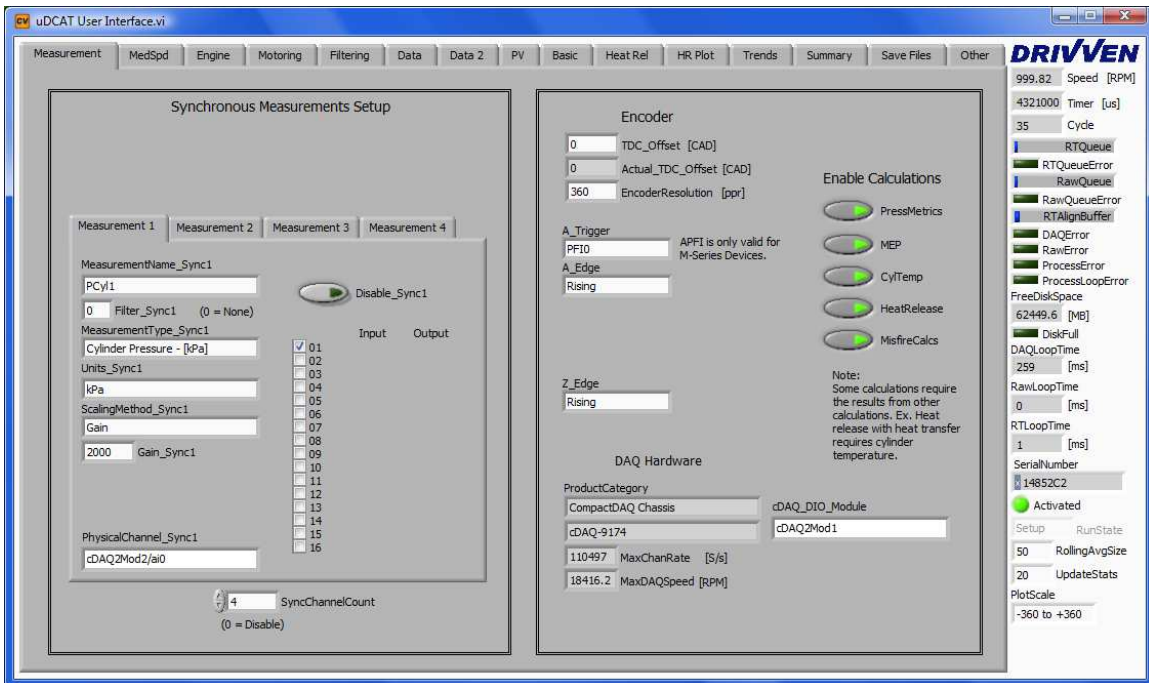 uDCAT User Interface.vi
Measurement MedSpd Engine Motoring Filtering Data Data 2 PV Basic Heat Rel HR Plot Trends Summary Save Files Other
DRIVVEN
Synchronous Measurements Setup
Measurement 1 Measurement 2 Measurement 3 Measurement 4
MeasurementName_Sync1
PCyl1
0 Filter_Sync1 (0 = None)
MeasurementType_Sync1
Cylinder Pressure - [kPa]
Units_Sync1
kPa
ScalingMethod_Sync1
Gain
2000 Gain_Sync1
PhysicalChannel_Sync1
cDAQ2Mod2/ai0
Disable_Sync1
Input Output
01
02
03
04
05
06
07
08
09
10
11
12
13
14
15
16
4 SyncChannelCount
(0 = Disable)
Encoder
0 TDC_Offset [CAD]
0 Actual_TDC_Offset [CAD]
360 EncoderResolution [ppr]
A_Trigger
PFI0
APFI is only valid for
M-Series Devices.
A_Edge
Rising
Z_Edge
Rising
Enable Calculations
PressMetrics
MEP
CylTemp
HeatRelease
MisfireCalcs
Note:
Some calculations require
the results from other
calculations. Ex. Heat
release with heat transfer
requires cylinder
temperature.
DAQ Hardware
ProductCategory
CompactDAQ Chassis
cDAQ-9174
110497 MaxChanRate [S/s]
18416.2 MaxDAQSpeed [RPM]
cDAQ_DIO_Module
cDAQ2Mod1
999.82 Speed [RPM]
4321000 Timer [us]
35 Cycle
RTQueue
RTQueueError
RawQueue
RawQueueError
RTAlignBuffer
DAQError
RawError
ProcessError
ProcessLoopError
FreeDiskSpace
62449.6 [MB]
DiskFull
DAQLoopTime
259 [ms]
RawLoopTime
0 [ms]
RTLoopTime
1 [ms]
SerialNumber
x 14852C2
Activated
Setup RunState
50 RollingAvgSize
20 UpdateStats
PlotScale
-360 to +360